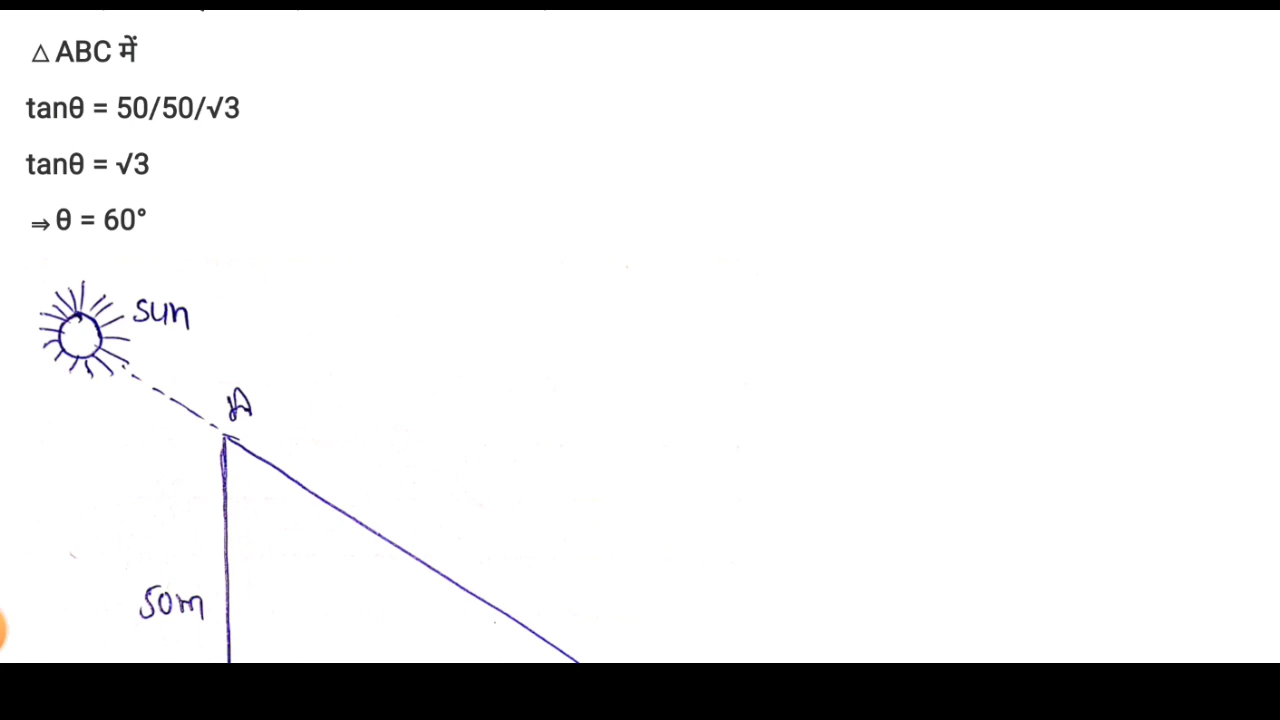 △ ABC में
tanθ = 50/50/√3
tanθ = √3
⇒ θ = 60°
sun
A
50m